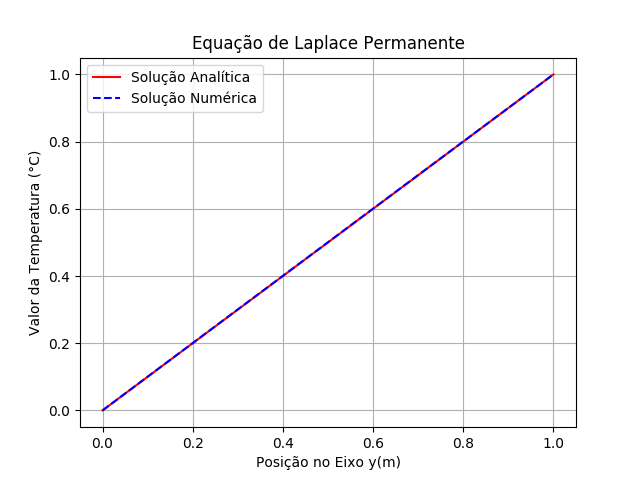 Equação de Laplace Permanente
Solução Analítica
Solução Numérica
1.0
0.8
0.6
0.4
0.2
0.0
Valor da Temperatura (°C)
0.0 0.2 0.4 0.6 0.8 1.0
Posição no Eixo y(m)